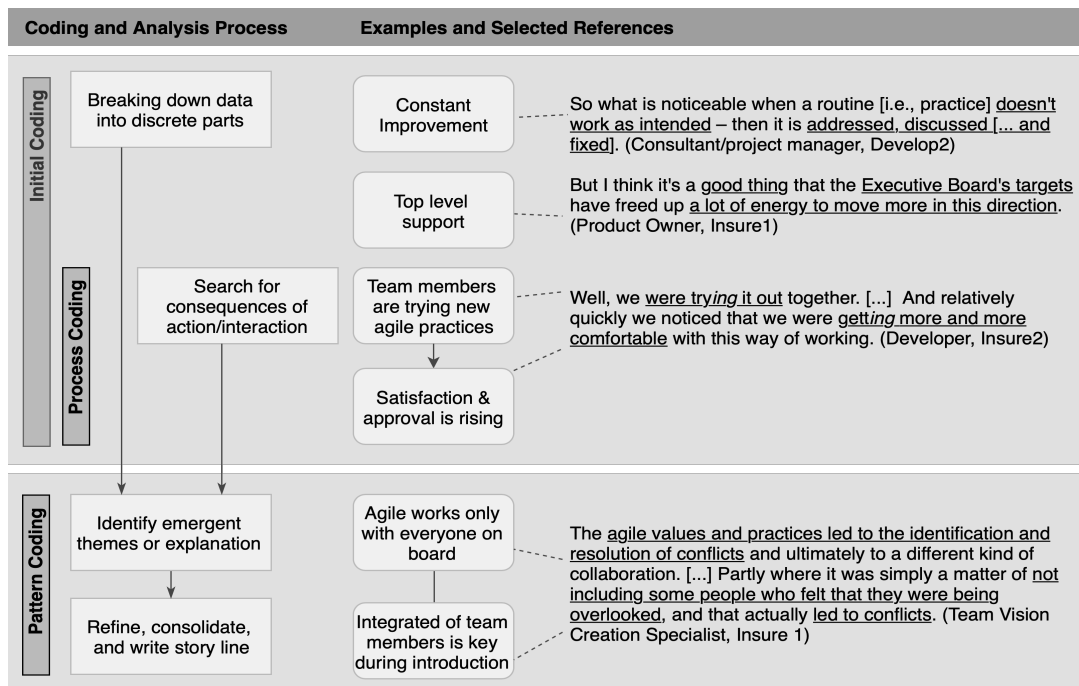 Coding and Analysis Process
Examples and Selected References
Initial Coding
Breaking down data
into discrete parts
Constant
Improvement
So what is noticeable when a routine [i.e., practice] doesn't
work as intended – then it is addressed, discussed [... and
fixed]. (Consultant/project manager, Develop2)
Top level
support
But I think it's a good thing that the Executive Board's targets
have freed up a lot of energy to move more in this direction.
(Product Owner, Insure1)
Process Coding
Search for
consequences of
action/interaction
Team members
are trying new
agile practices
Satisfaction &
approval is rising
Well, we were trying it out together. [...] And relatively
quickly we noticed that we were getting more and more
comfortable with this way of working. (Developer, Insure2)
Pattern Coding
Identify emergent
themes or explanation
Refine, consolidate,
and write story line
Agile works only
with everyone on
board
Integrated of team
members is key
during introduction
The agile values and practices led to the identification and
resolution of conflicts and ultimately to a different kind of
collaboration. [...] Partly where it was simply a matter of not
including some people who felt that they were being
overlooked, and that actually led to conflicts. (Team Vision
Creation Specialist, Insure 1)